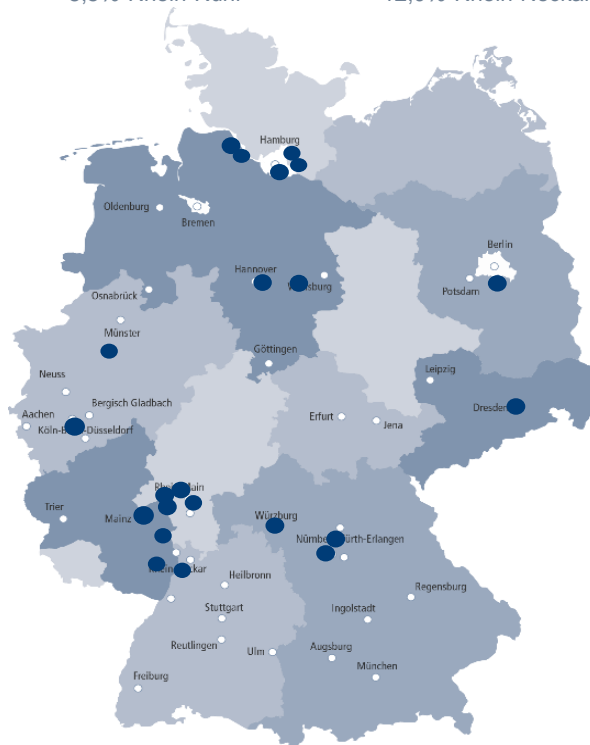 Hamburg
Oldenburg
Bremen
Berlin
Hannover
Potsdam
Osnabrück
Münster
Göttingen
Leipzig
Neuss
Bergisch Gladbach
Dresden
Aachen
Erfurt
Jena
Trier
Mainz
Würzburg
Heilbronn
Regensburg
Stuttgart
Ingolstadt
Reutlingen
Ulm
Augsburg
München
Freiburg